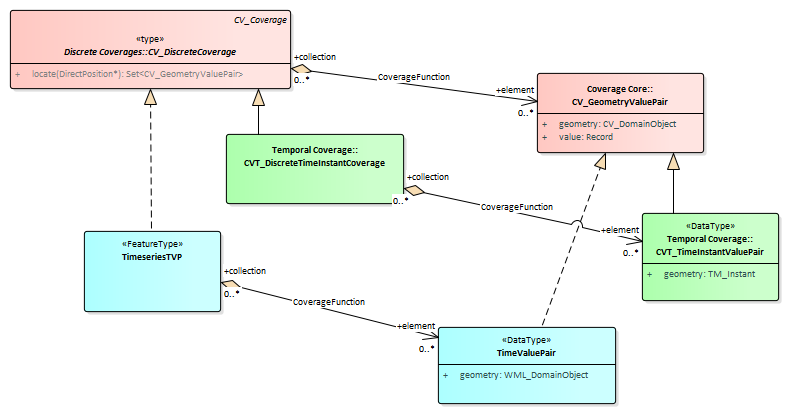 CV_Coverage
«type»
Discrete Coverages::CV_DiscreteCoverage
+ locate(DirectPosition*): Set<CV_GeometryValuePair>
+collection
0..*
CoverageFunction
+element
0..*
Coverage Core::
CV_GeometryValuePair
+ geometry: CV_DomainObject
+ value: Record
Temporal Coverage::
CVT_DiscreteTimeInstantCoverage
+collection
0..*
CoverageFunction
+element
0..*
«DataType»
Temporal Coverage::
CVT_TimeInstantValuePair
+ geometry: TM_Instant
«FeatureType»
TimeseriesTVP
+collection
0..*
CoverageFunction
+element
0..*
«DataType»
TimeValuePair
+ geometry: WML_DomainObject